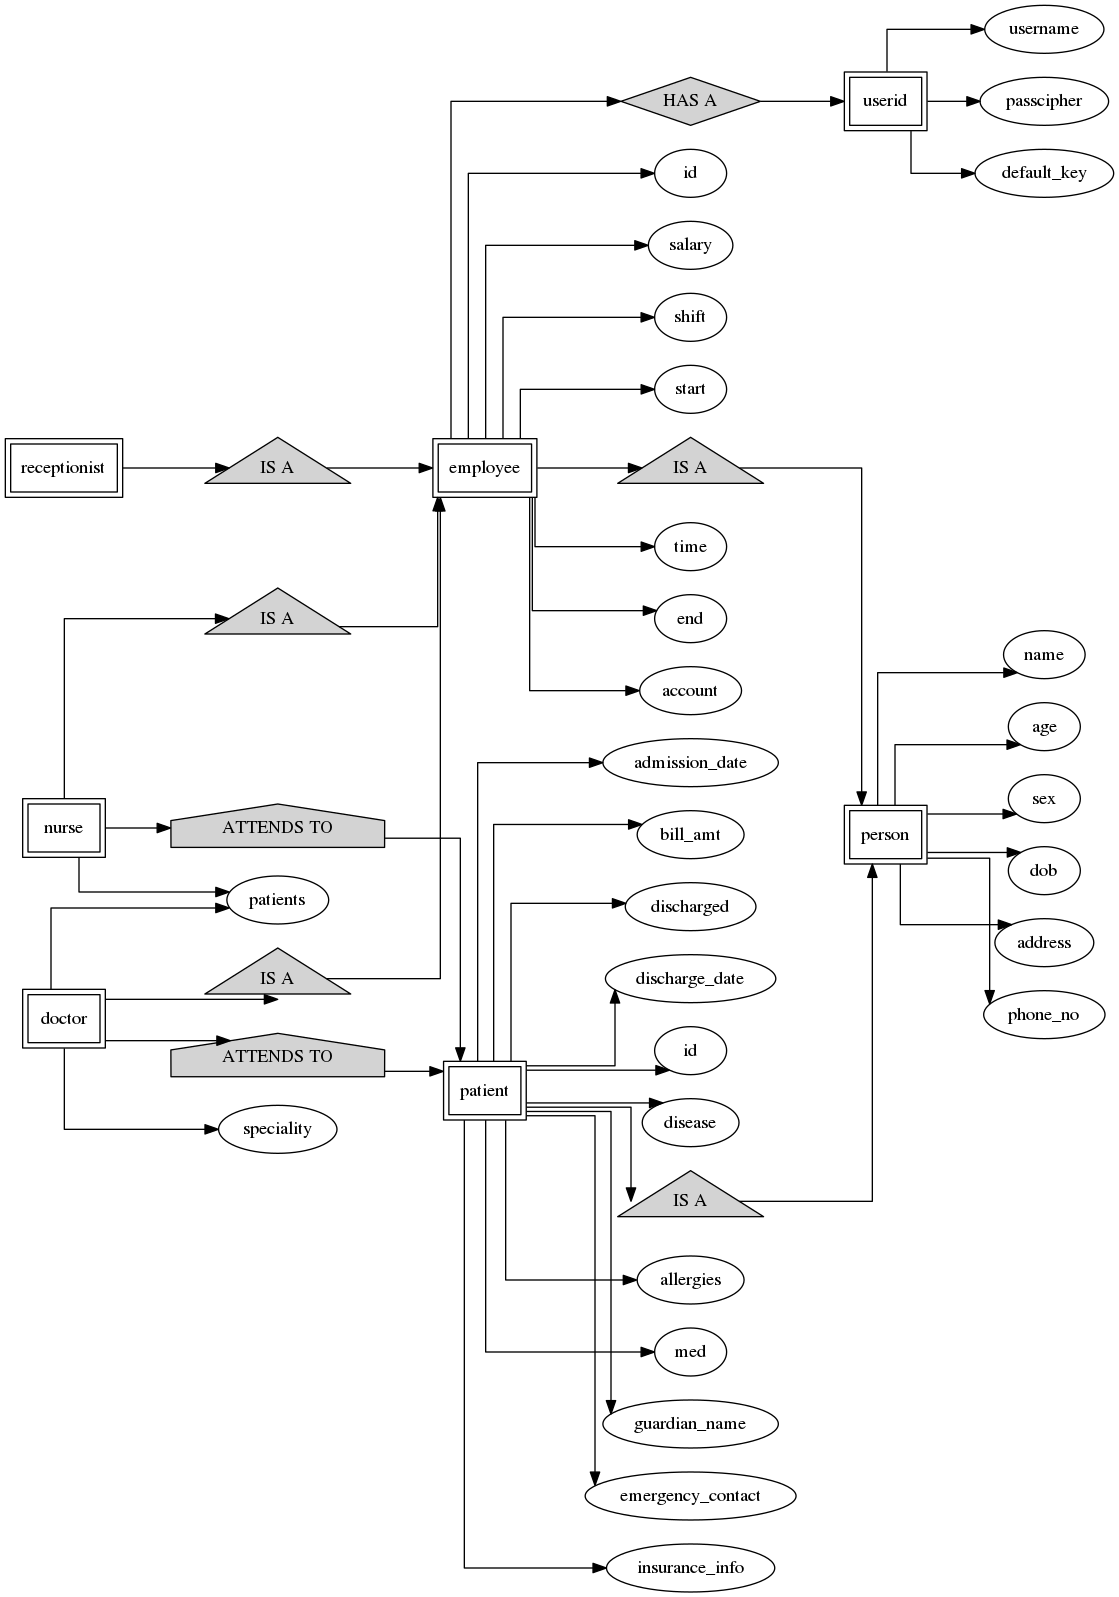 username
HAS A
userid
passcipher
id
default_key
salary
shift
start
receptionist
IS A
employee
IS A
time
IS A
end
name
account
age
admission_date
sex
nurse
ATTENDS TO
bill_amt
person
dob
patients
discharged
address
IS A
discharge_date
phone_no
doctor
ATTENDS TO
id
patient
disease
speciality
IS A
allergies
med
guardian_name
emergency_contact
insurance_info